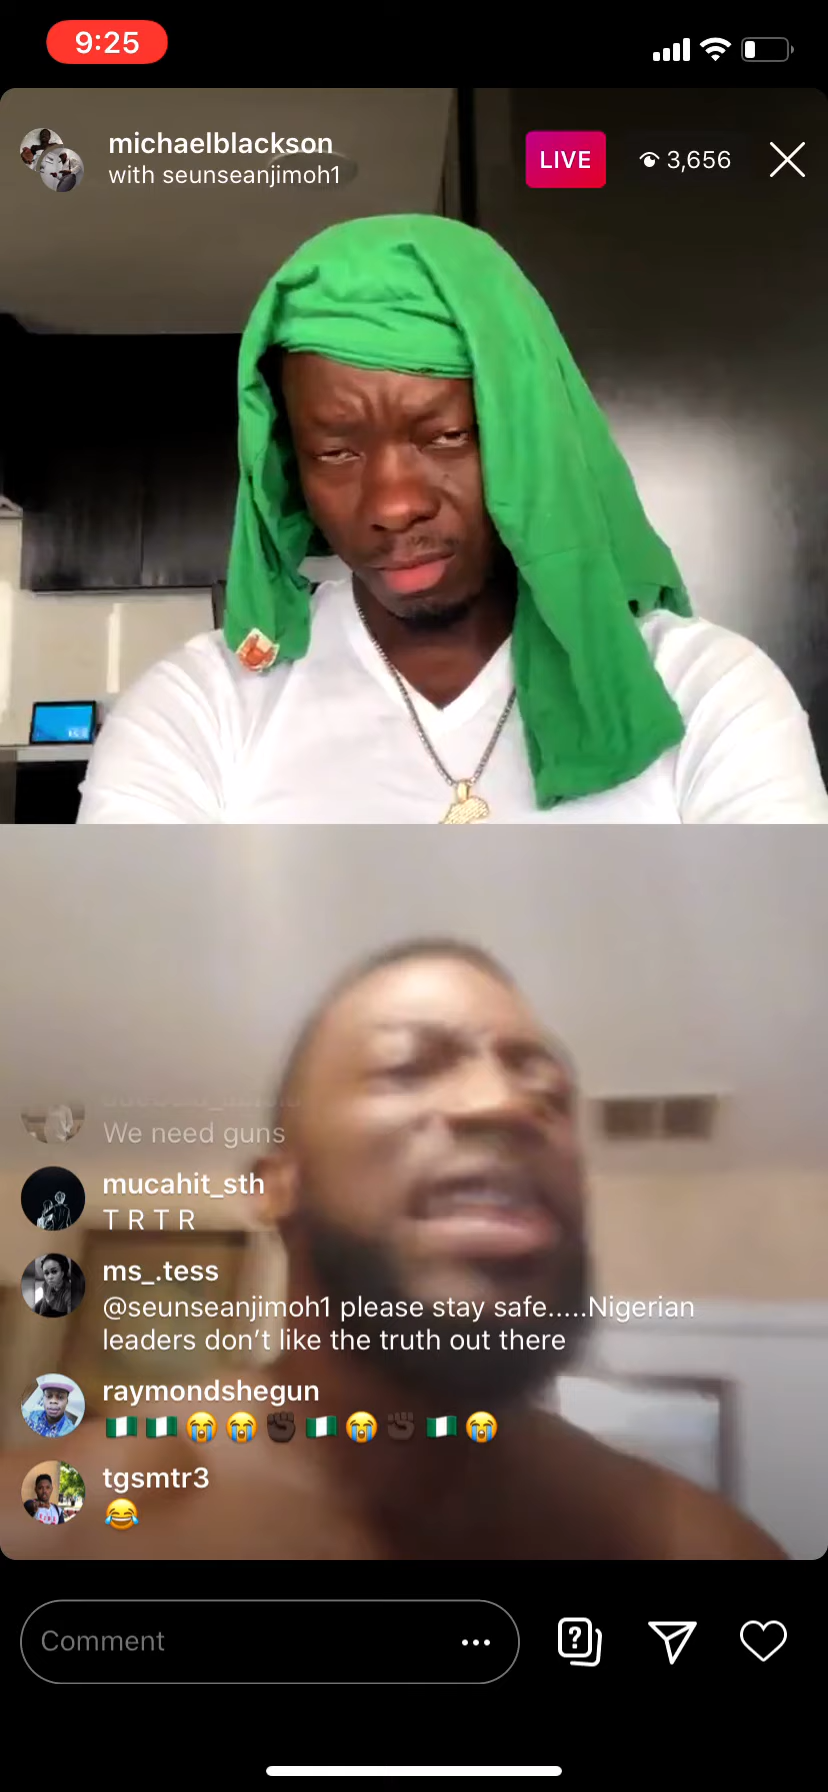 9:25
michaelblackson
with seunseanjimoh1
LIVE
3,656
We need guns
mucahit_sth
T R T R
ms_.tess
@seunseanjimoh1 please stay safe.....Nigerian
leaders don't like the truth out there
raymondshegun
🇳🇬🇳🇬😭😭✊🏿🇳🇬😭✊🏿🇳🇬😭
tgsmtr3
😂
Comment